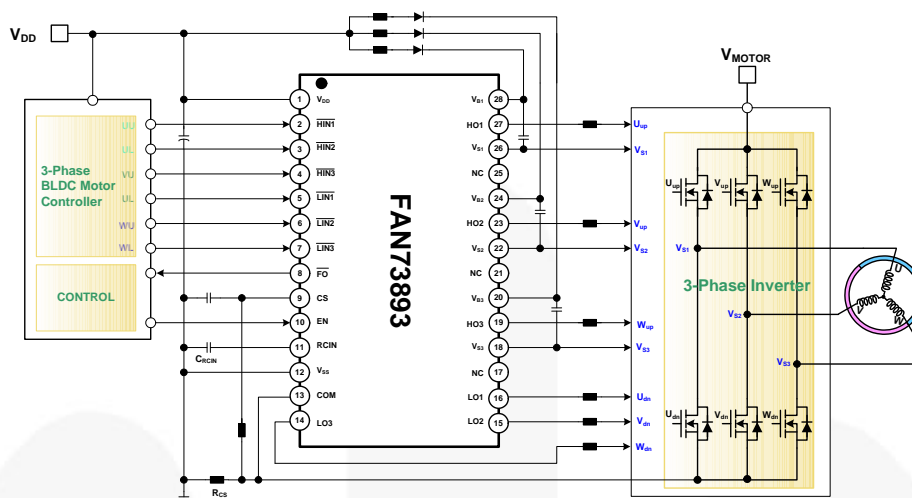 VDD
VMOTOR
UU
UL
VU
UL
WU
WL
3-Phase
BLDC Motor
Controller
CONTROL
1 VDD
2 HIN1
3 HIN2
4 HIN3
5 LIN1
6 LIN2
7 LIN3
8 FO
9 CS
10 EN
11 RCIN
12 VSS
13 COM
14 LO3
CRCIN
RCS
FAN73893
VB1 28
HO1 27
VS1 26
NC 25
VB2 24
HO2 23
VS2 22
NC 21
VB3 20
HO3 19
VS3 18
NC 17
LO1 16
LO2 15
Uup
VS1
Vup
VS2
Wup
VS3
Udn
Vdn
Wdn
Uup Vup Wup
VS1
3-Phase Inverter
VS2
VS3
Udn Vdn Wdn
U